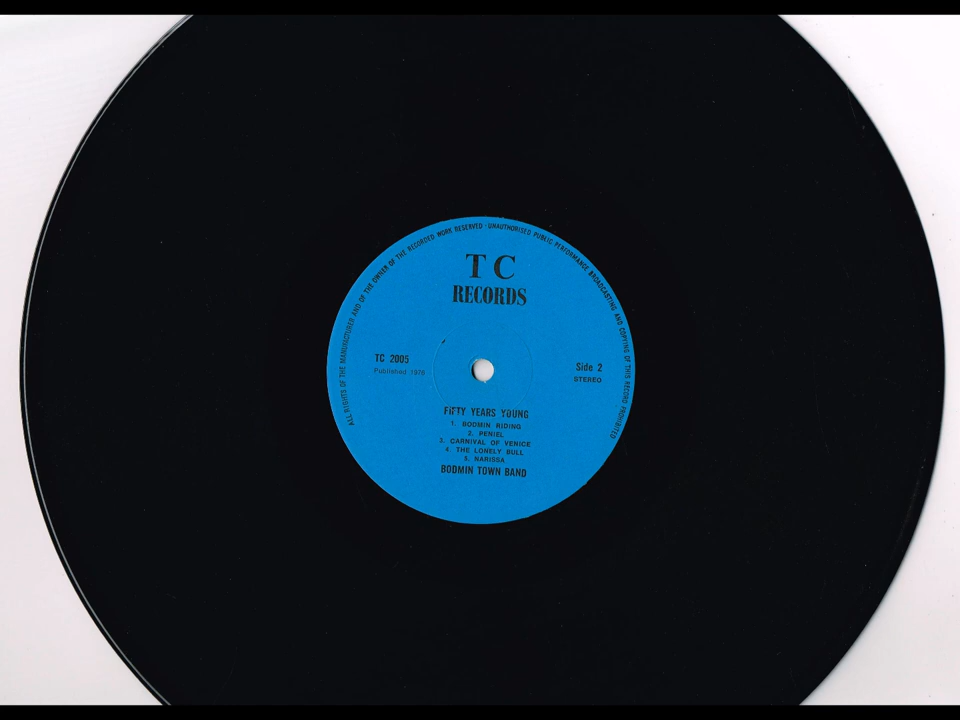 ALL RIGHTS OF THE MANUFACTURER AND OF THE OWNER OF THE RECORDED WORK RESERVED · UNAUTHORISED PUBLIC PERFORMANCE BROADCASTING AND COPYING OF THIS RECORD PROHIBITED
T C
RECORDS
TC 2005
Published 1976
Side 2
STEREO
FIFTY YEARS YOUNG
1. BODMIN RIDING
2. PENIEL
3. CARNIVAL OF VENICE
4. THE LONELY BULL
5. NARISSA
BODMIN TOWN BAND